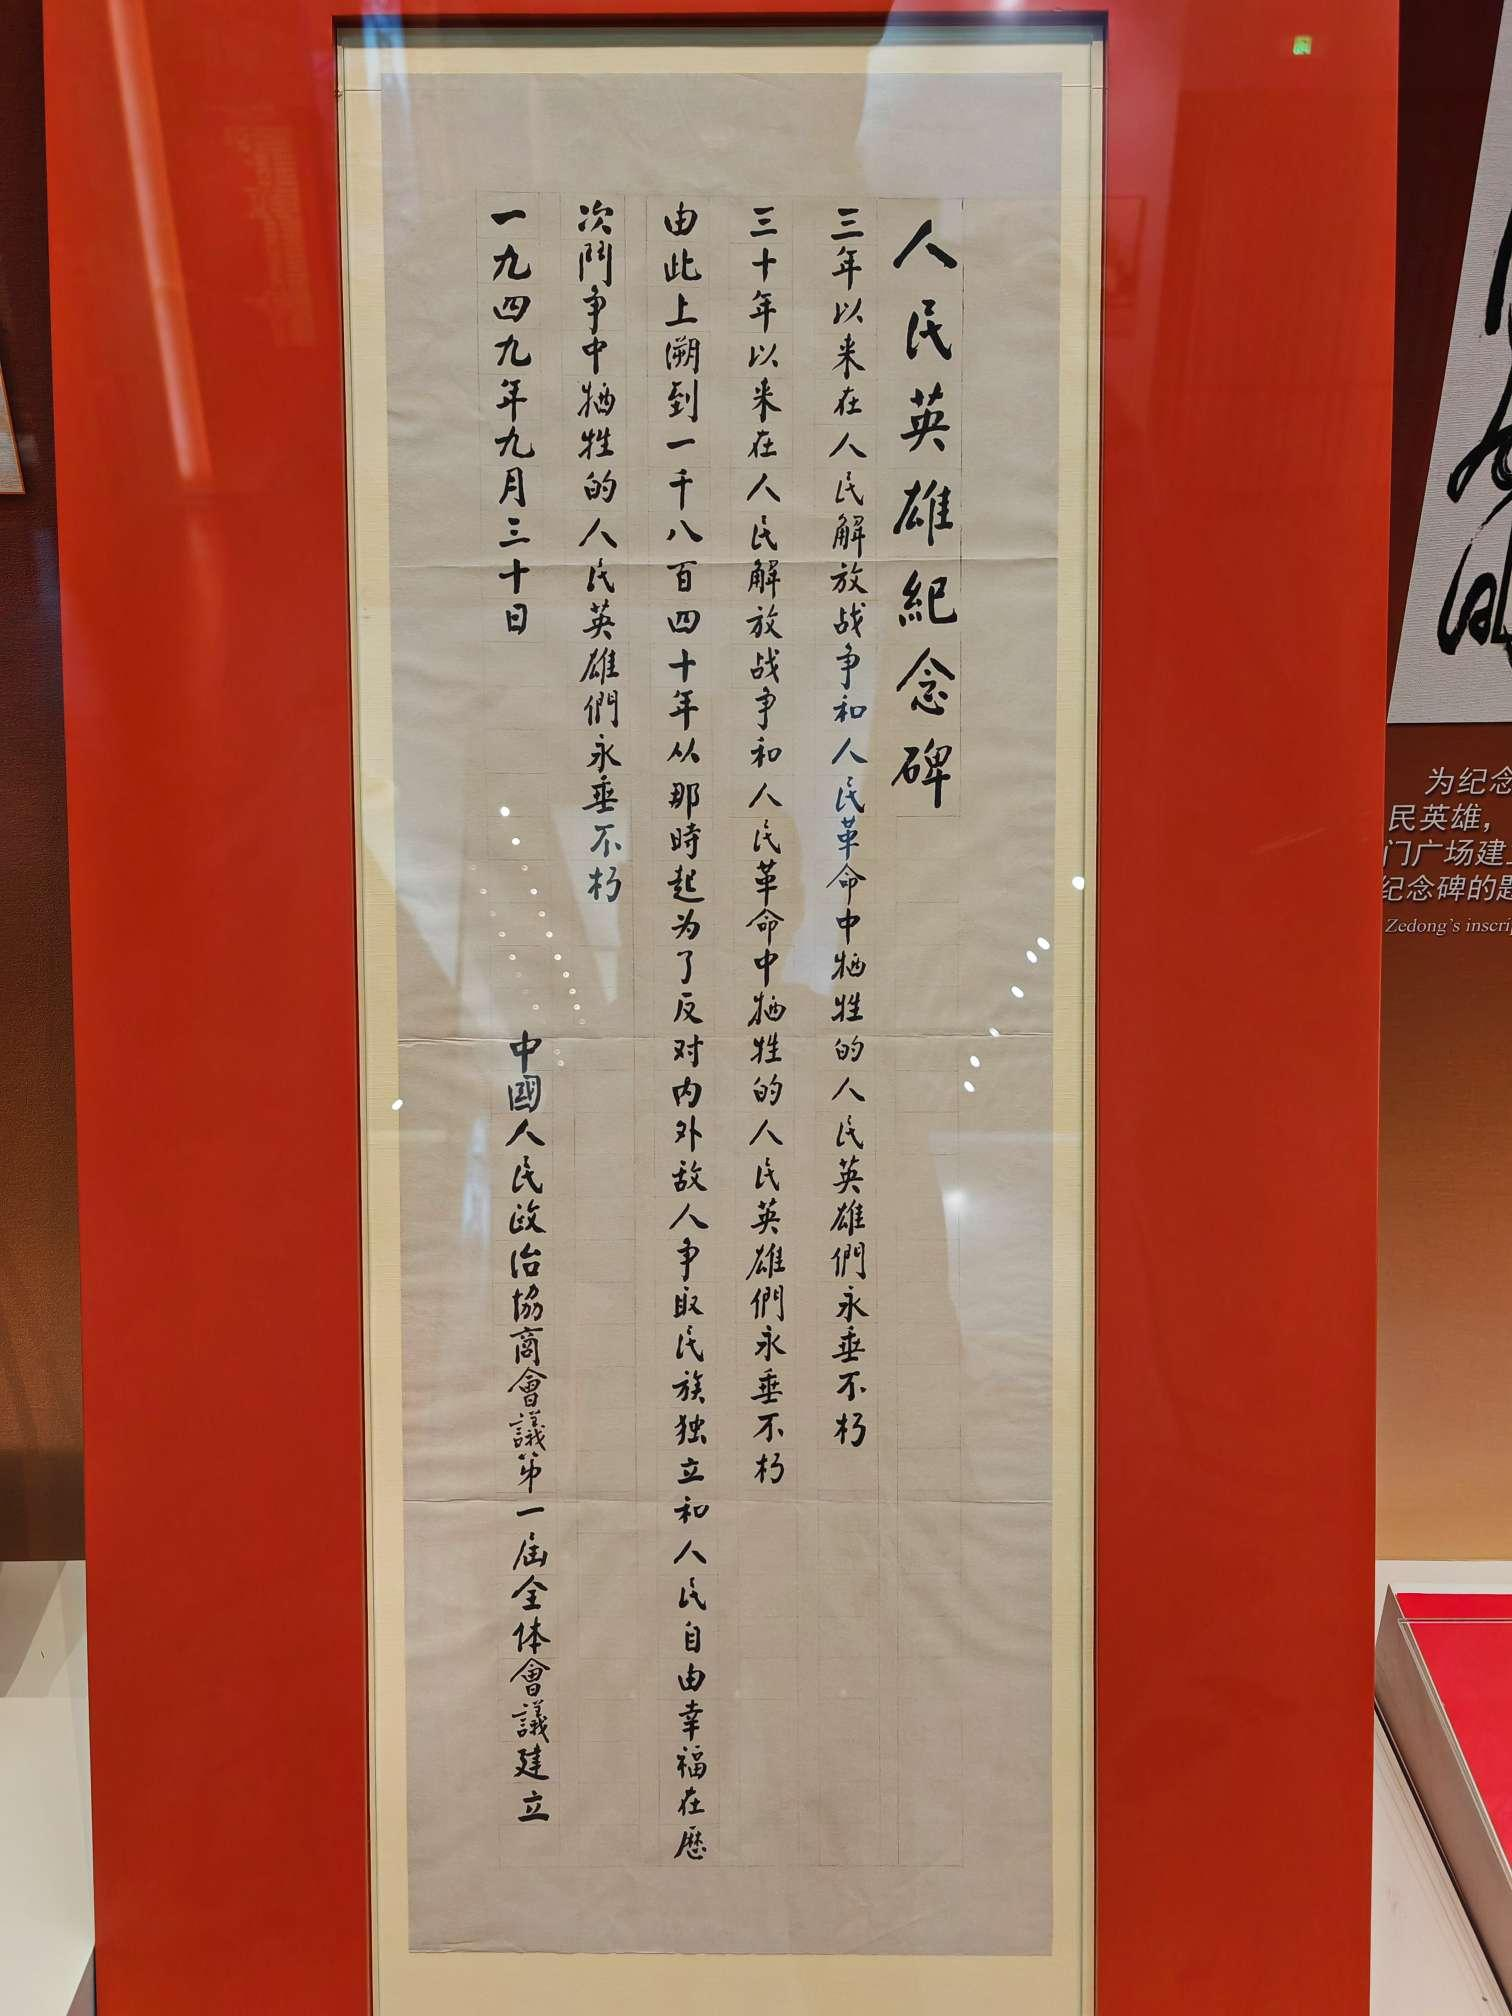 人民英雄紀念碑
三年以来在人民解放战争和人民革命中牺牲的人民英雄們永垂不朽
三十年以来在人民解放战争和人民革命中牺牲的人民英雄們永垂不朽
由此上溯到一千八百四十年从那時起为了反对内外敌人争取民族独立和人民自由幸福在歷
次鬥争中牺牲的人民英雄們永垂不朽
一九四九年九月三十日
中國人民政治協商會議第一届全体會議建立
为纪念
民英雄，
门广场建
纪念碑的题
Zedong's inscri